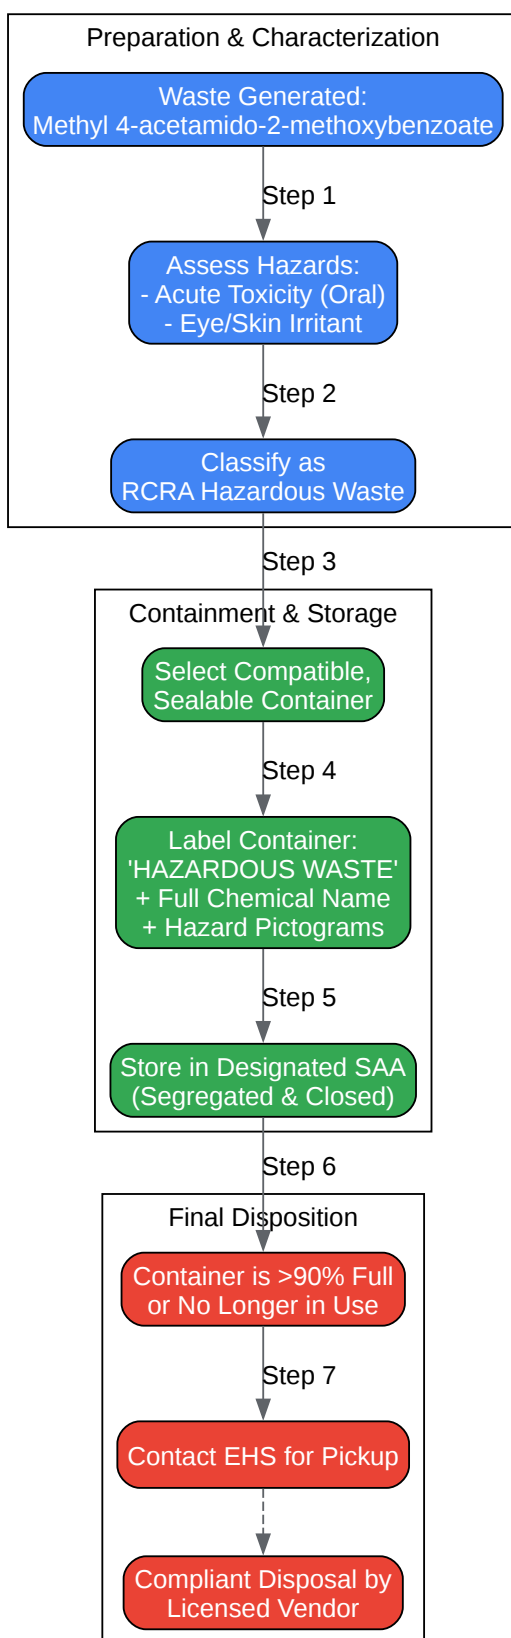 Preparation & Characterization
Waste Generated:
Methyl 4-acetamido-2-methoxybenzoate
Step 1
Assess Hazards:
- Acute Toxicity (Oral)
- Eye/Skin Irritant
Step 2
Classify as
RCRA Hazardous Waste
Step 3
Containment & Storage
Select Compatible,
Sealable Container
Step 4
Label Container:
'HAZARDOUS WASTE'
+ Full Chemical Name
+ Hazard Pictograms
Step 5
Store in Designated SAA
(Segregated & Closed)
Step 6
Final Disposition
Container is >90% Full
or No Longer in Use
Step 7
Contact EHS for Pickup
Compliant Disposal by
Licensed Vendor